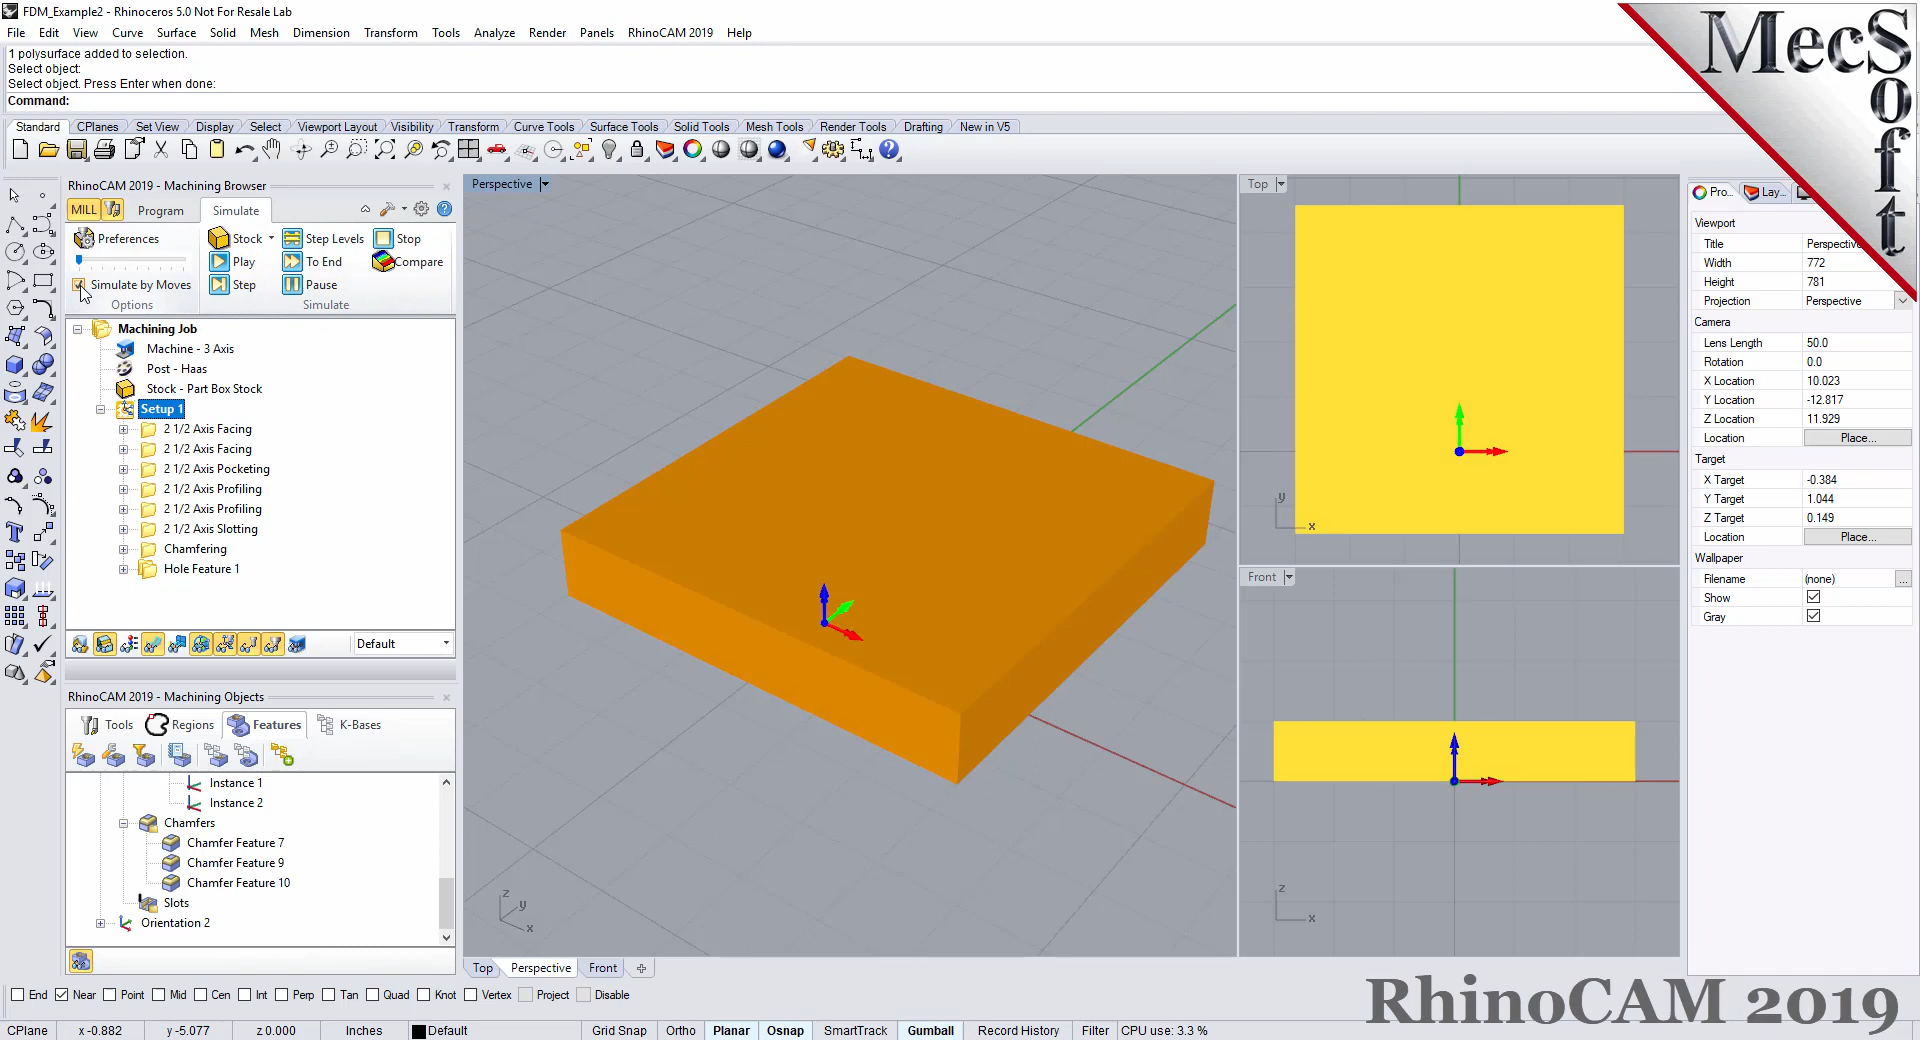 FDM_Example2 - Rhinoceros 5.0 Not For Resale Lab
File Edit View Curve Surface Solid Mesh Dimension Transform Tools Analyze Render Panels RhinoCAM 2019 Help
1 polysurface added to selection.
Select object:
Select object. Press Enter when done:
Command:
MecSoft
Standard CPlanes Set View Display Select Viewport Layout Visibility Transform Curve Tools Surface Tools Solid Tools Mesh Tools Render Tools Drafting New in V5
RhinoCAM 2019 - Machining Browser
MILL Program Simulate
Preferences Stock Step Levels Stop
Play To End Compare
Simulate by Moves Step Pause
Options Simulate
Machining Job
Machine - 3 Axis
Post - Haas
Stock - Part Box Stock
Setup 1
2 1/2 Axis Facing
2 1/2 Axis Facing
2 1/2 Axis Pocketing
2 1/2 Axis Profiling
2 1/2 Axis Profiling
2 1/2 Axis Slotting
Chamfering
Hole Feature 1
Default
RhinoCAM 2019 - Machining Objects
Tools Regions Features K-Bases
Instance 1
Instance 2
Chamfers
Chamfer Feature 7
Chamfer Feature 9
Chamfer Feature 10
Slots
Orientation 2
Perspective
z
y
x
Top
y
x
Front
z
x
Top Perspective Front
Pro... Lay...
Viewport
Title Perspective
Width 772
Height 781
Projection Perspective
Camera
Lens Length 50.0
Rotation 0.0
X Location 10.023
Y Location -12.817
Z Location 11.929
Location Place...
Target
X Target -0.384
Y Target 1.044
Z Target 0.149
Location Place...
Wallpaper
Filename (none) ...
Show
Gray
End Near Point Mid Cen Int Perp Tan Quad Knot Vertex Project Disable
RhinoCAM 2019
CPlane x -0.882 y -5.077 z 0.000 Inches Default Grid Snap Ortho Planar Osnap SmartTrack Gumball Record History Filter CPU use: 3.3 %